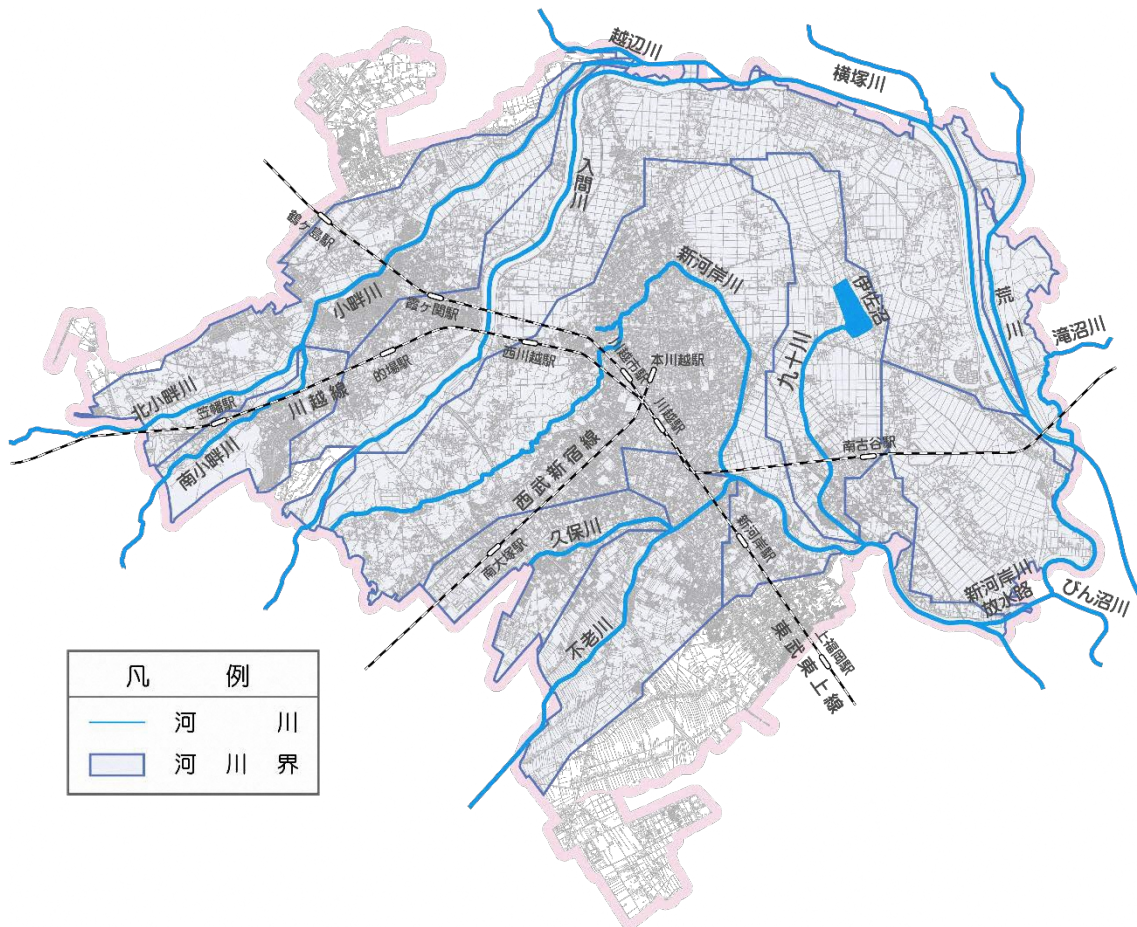 越辺川
横塚川
入間川
鶴ヶ島駅
新河岸川
小畔川
伊佐沼
荒川
霞ヶ関駅
滝沼川
西川越駅
的場駅
川越市駅
本川越駅
九十川
北小畔川
笠幡駅
川越線
川越駅
南古谷駅
南小畔川
西武新宿線
久保川
南大塚駅
新河岸駅
新河岸川
放水路
びん沼川
不老川
上福岡駅
東武東上線
凡例
河川
河川界